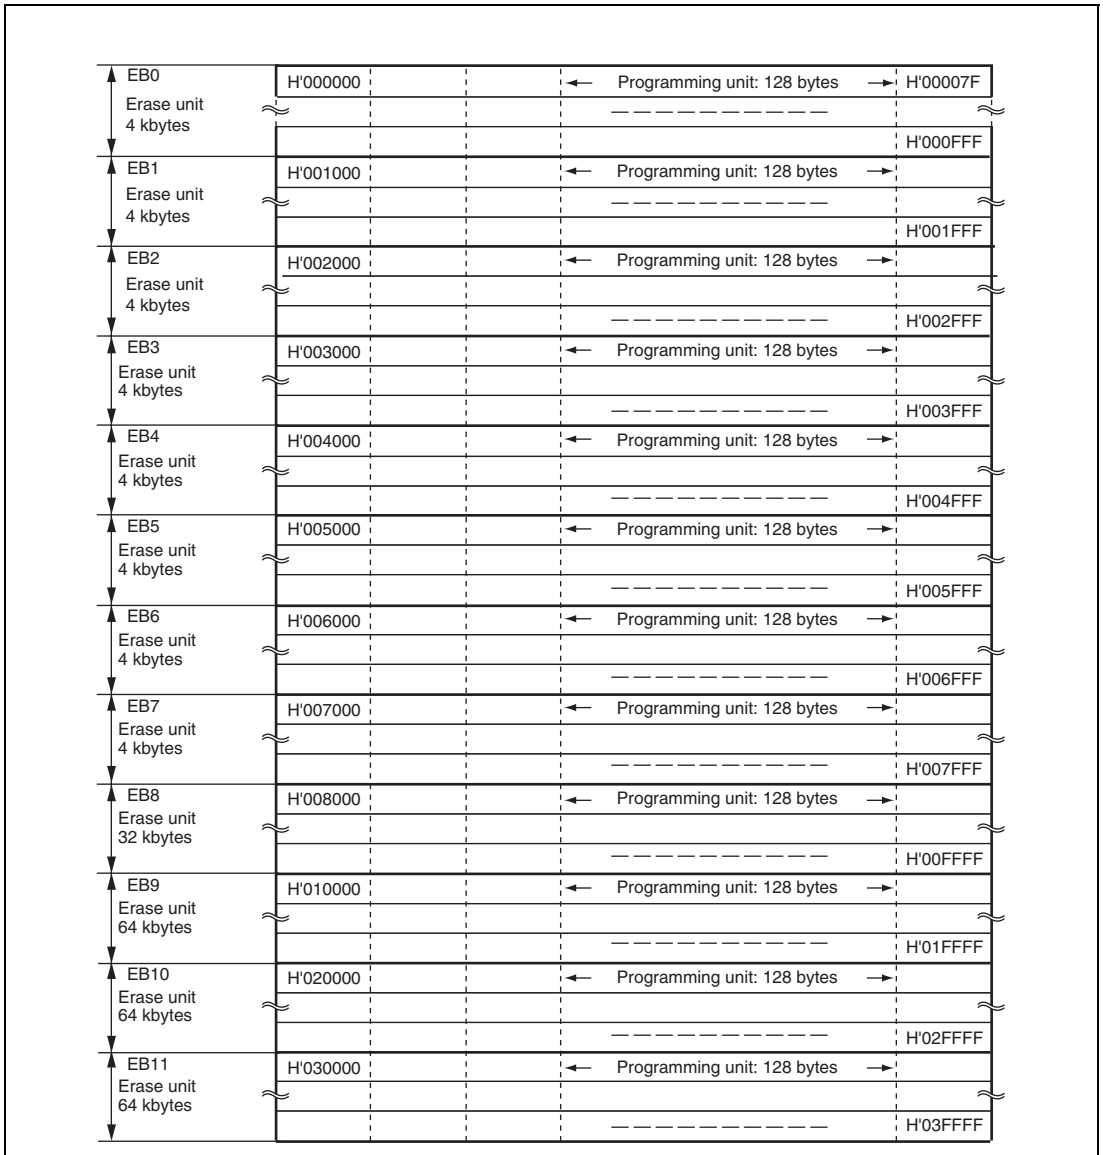 EB0
Erase unit
4 kbytes
H'000000 ← Programming unit: 128 bytes → H'00007F
H'000FFF
EB1
Erase unit
4 kbytes
H'001000 ← Programming unit: 128 bytes →
H'001FFF
EB2
Erase unit
4 kbytes
H'002000 ← Programming unit: 128 bytes →
H'002FFF
EB3
Erase unit
4 kbytes
H'003000 ← Programming unit: 128 bytes →
H'003FFF
EB4
Erase unit
4 kbytes
H'004000 ← Programming unit: 128 bytes →
H'004FFF
EB5
Erase unit
4 kbytes
H'005000 ← Programming unit: 128 bytes →
H'005FFF
EB6
Erase unit
4 kbytes
H'006000 ← Programming unit: 128 bytes →
H'006FFF
EB7
Erase unit
4 kbytes
H'007000 ← Programming unit: 128 bytes →
H'007FFF
EB8
Erase unit
32 kbytes
H'008000 ← Programming unit: 128 bytes →
H'00FFFF
EB9
Erase unit
64 kbytes
H'010000 ← Programming unit: 128 bytes →
H'01FFFF
EB10
Erase unit
64 kbytes
H'020000 ← Programming unit: 128 bytes →
H'02FFFF
EB11
Erase unit
64 kbytes
H'030000 ← Programming unit: 128 bytes →
H'03FFFF